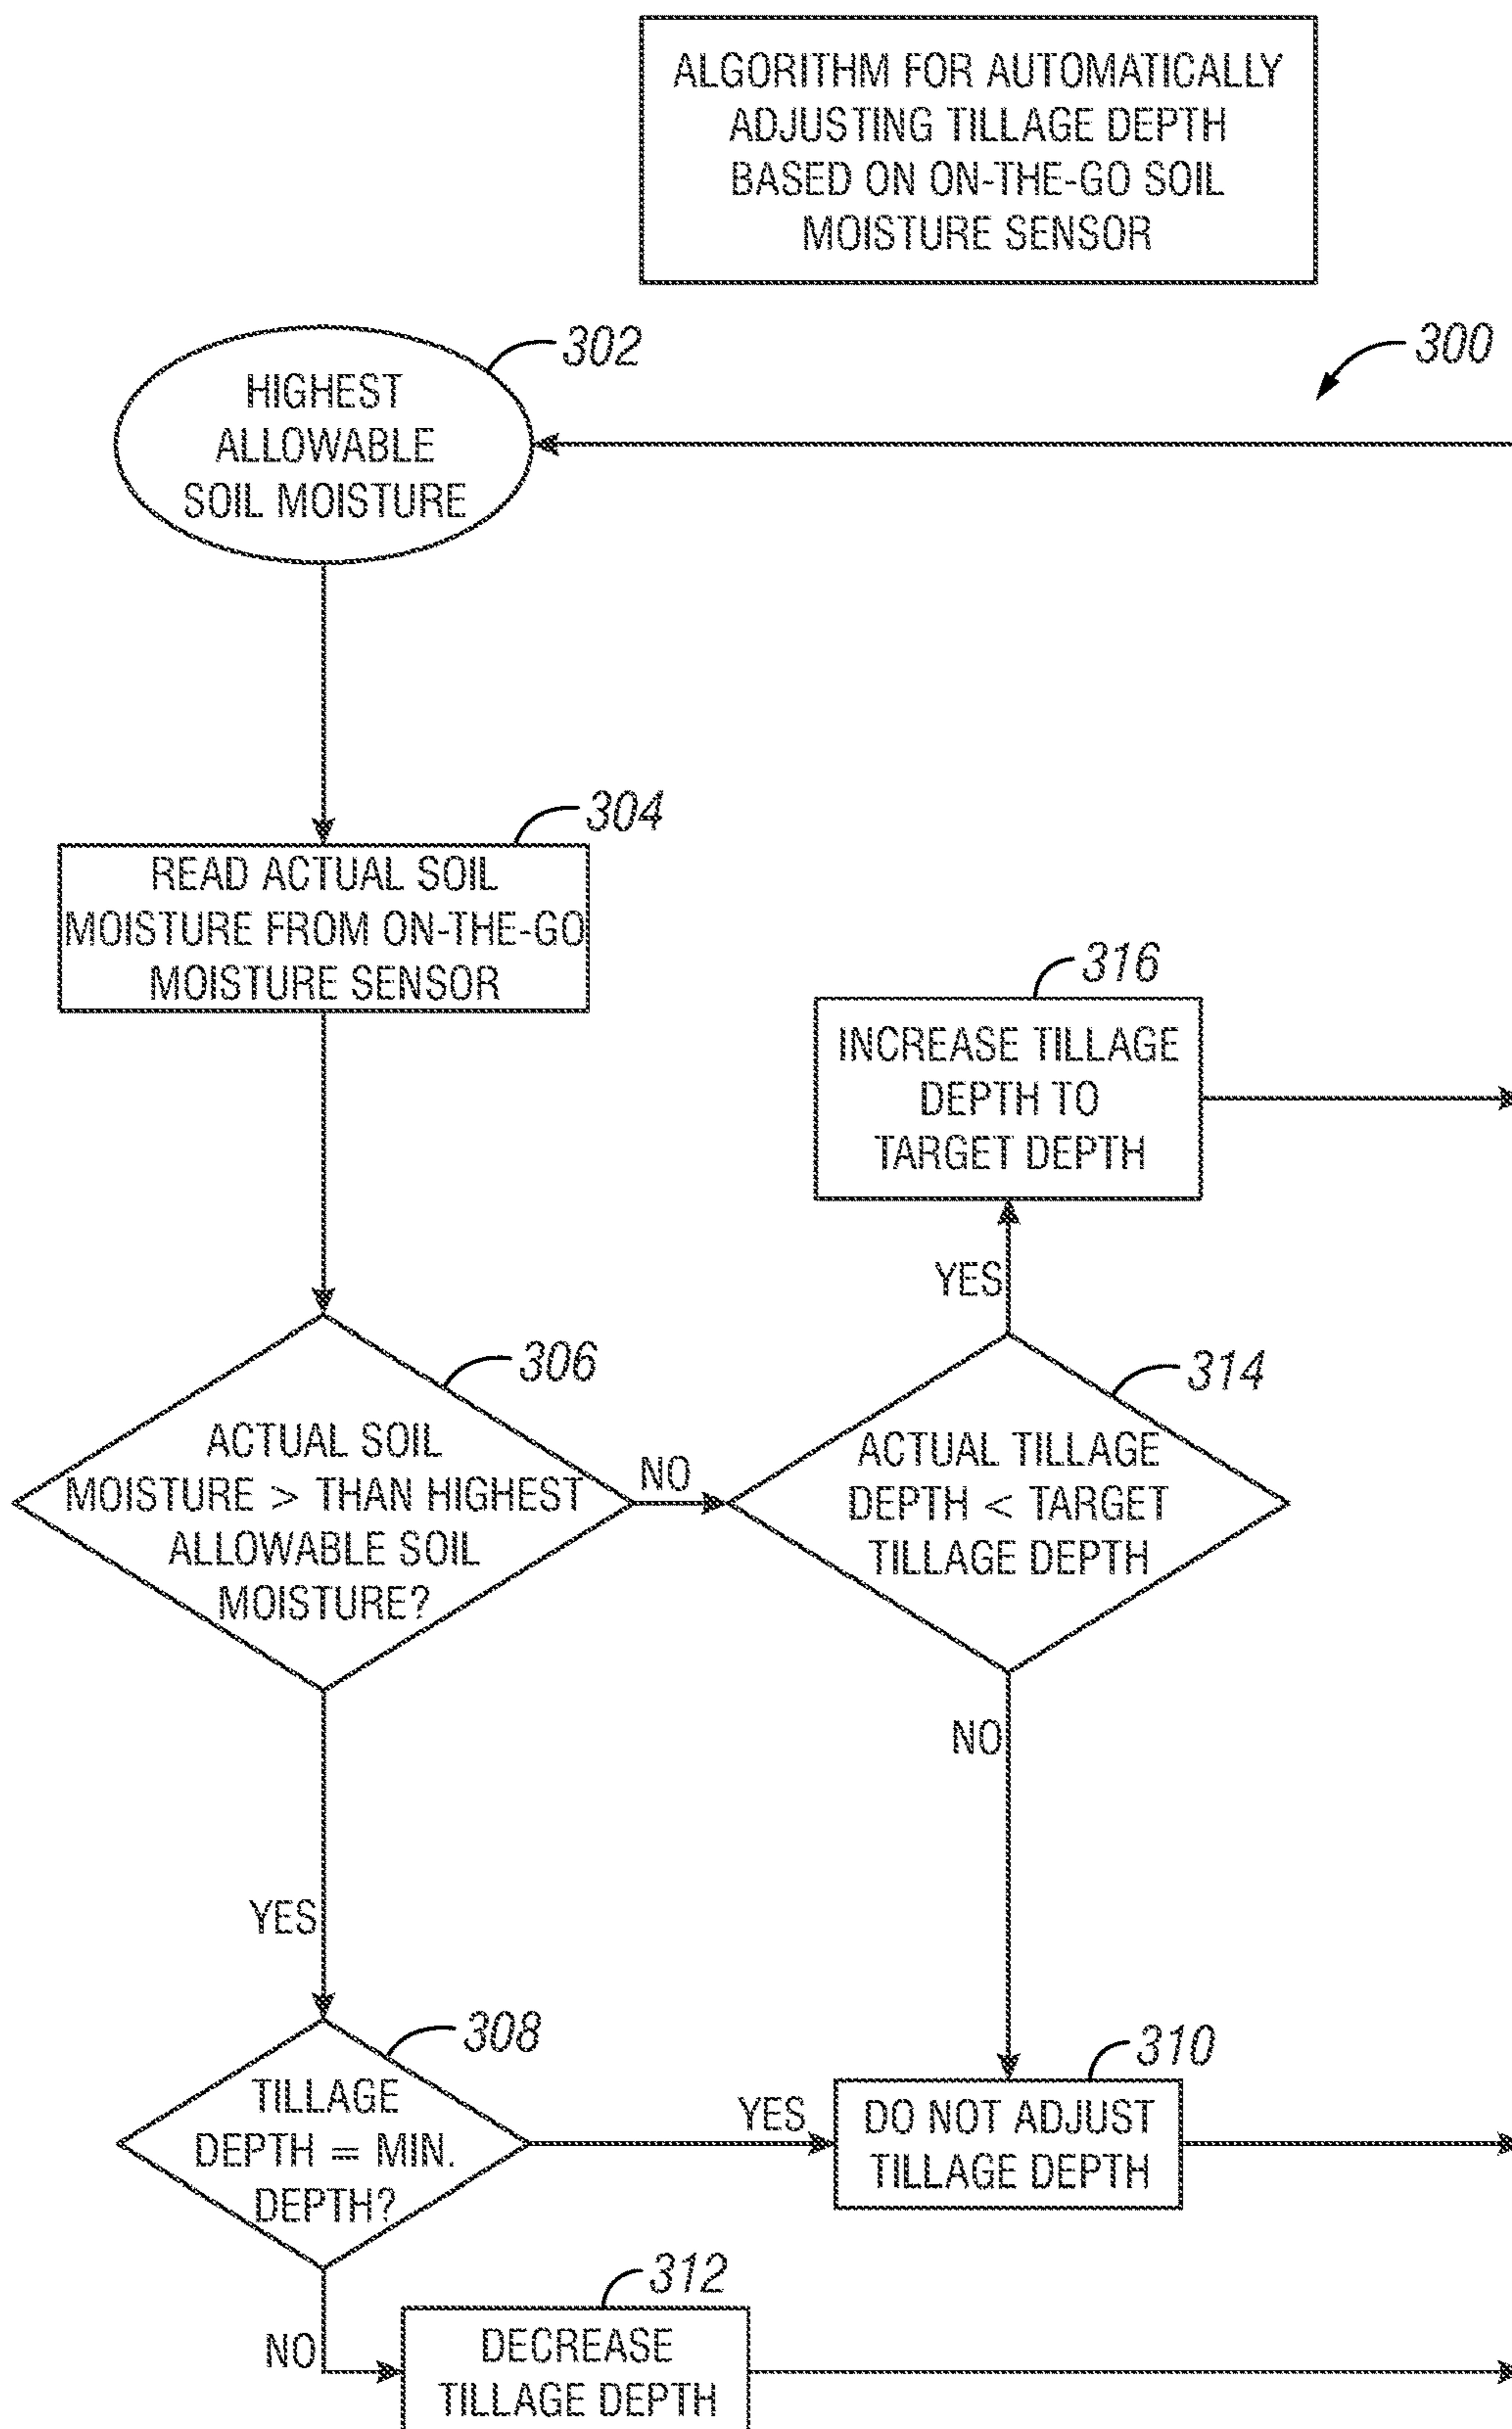 ALGORITHM FOR AUTOMATICALLY
ADJUSTING TILLAGE DEPTH
BASED ON ON-THE-GO SOIL
MOISTURE SENSOR
302
300
HIGHEST
ALLOWABLE
SOIL MOISTURE
304
READ ACTUAL SOIL
MOISTURE FROM ON-THE-GO
MOISTURE SENSOR
316
INCREASE TILLAGE
DEPTH TO
TARGET DEPTH
YES
306
ACTUAL SOIL
MOISTURE > THAN HIGHEST
ALLOWABLE SOIL
MOISTURE?
NO
314
ACTUAL TILLAGE
DEPTH < TARGET
TILLAGE DEPTH
NO
YES
308
TILLAGE
DEPTH = MIN.
DEPTH?
YES
310
DO NOT ADJUST
TILLAGE DEPTH
NO
312
DECREASE
TILLAGE DEPTH